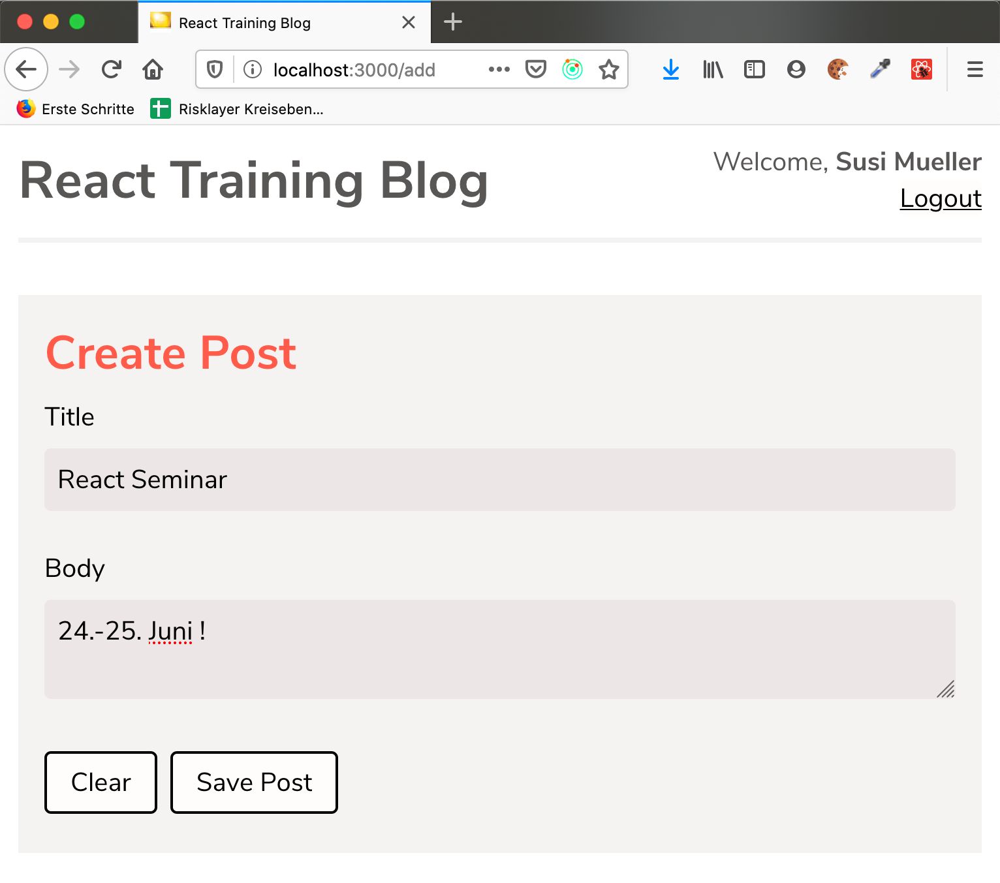 React Training Blog
localhost:3000/add
Erste Schritte
Risklayer Kreiseben...
React Training Blog
Welcome, Susi Mueller
Logout
Create Post
Title
React Seminar
Body
24.-25. Juni !
Clear
Save Post